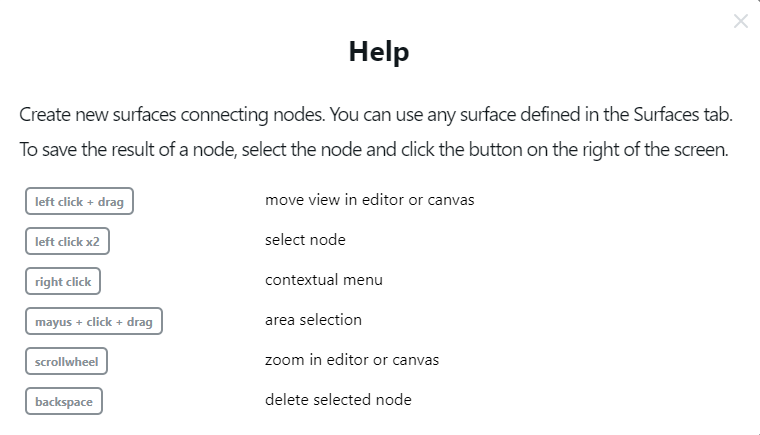 Help
Create new surfaces connecting nodes. You can use any surface defined in the Surfaces tab.
To save the result of a node, select the node and click the button on the right of the screen.
left click + drag move view in editor or canvas
left click x2 select node
right click contextual menu
mayus + click + drag area selection
scrollwheel zoom in editor or canvas
backspace delete selected node